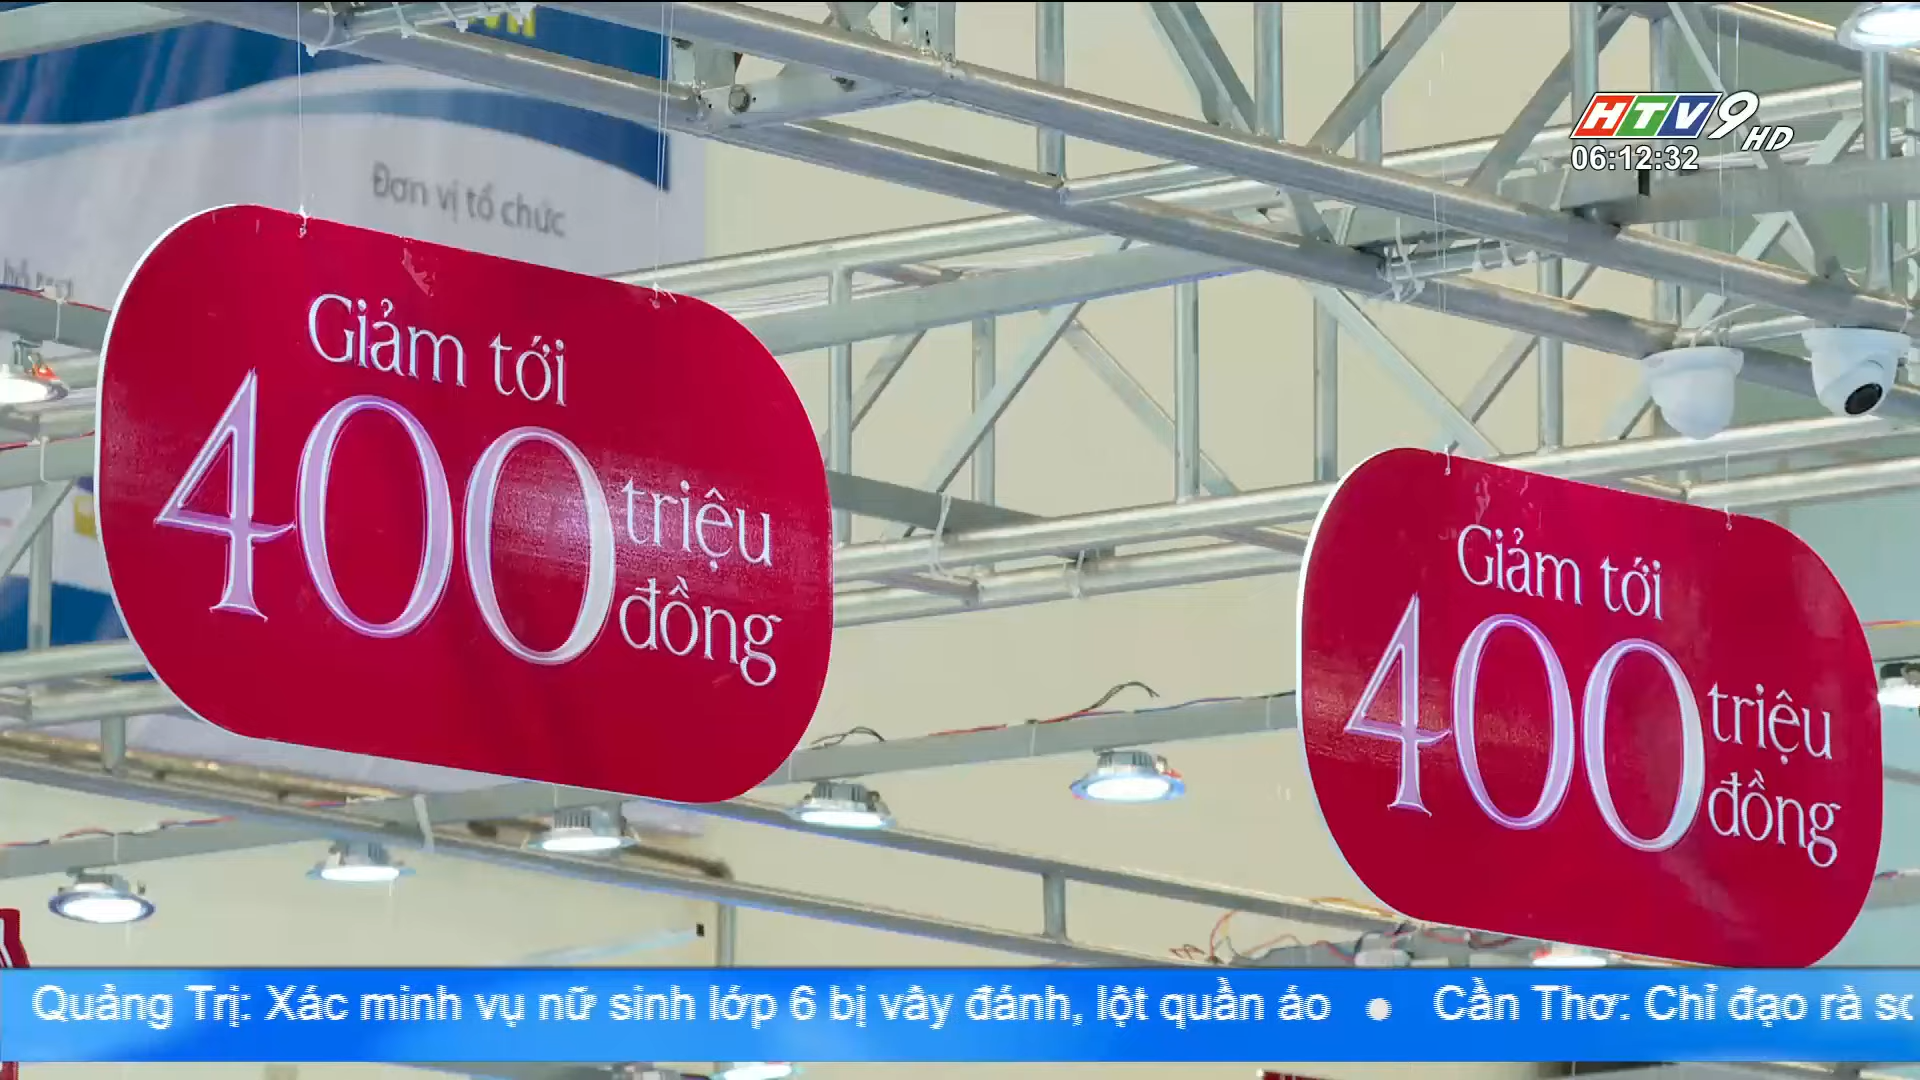 HTV9 HD
06:12:32
Đơn vị tổ chức
Giảm tới
400 triệu
đồng
Giảm tới
400 triệu
đồng
Quảng Trị: Xác minh vụ nữ sinh lớp 6 bị vây đánh, lột quần áo ● Cần Thơ: Chỉ đạo rà